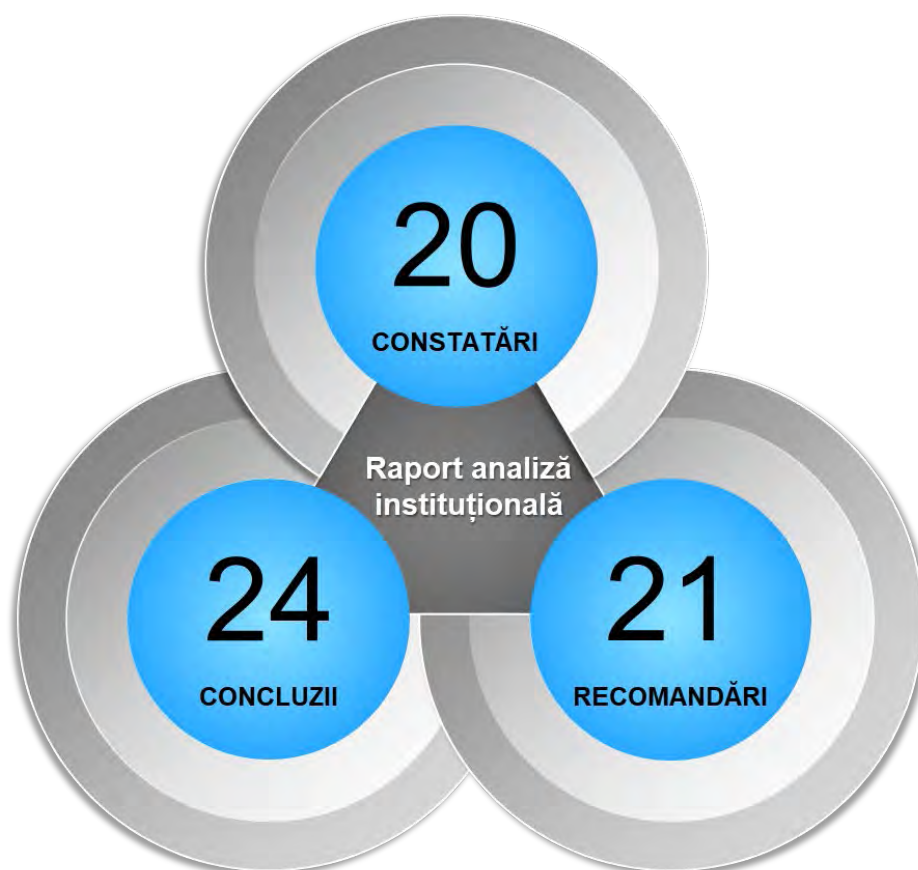 20
CONSTATĂRI
Raport analiză
instituțională
24
CONCLUZII
21
RECOMANDĂRI